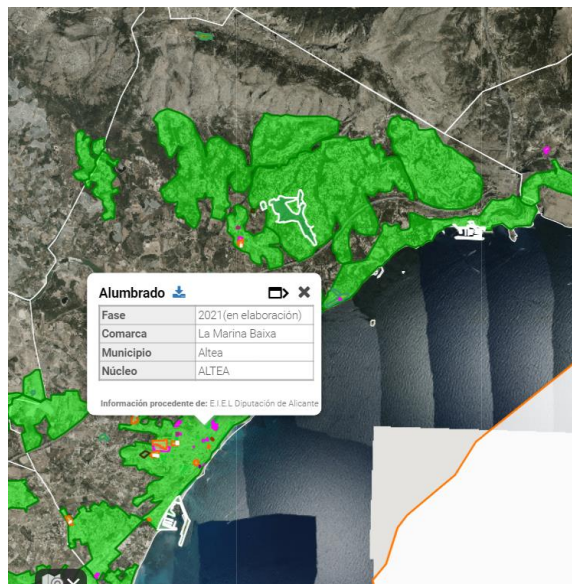 Alumbrado
Fase 2021(en elaboración)
Comarca La Marina Baixa
Municipio Altea
Núcleo ALTEA
Información procedente de: E.I.E.L Diputación de Alicante